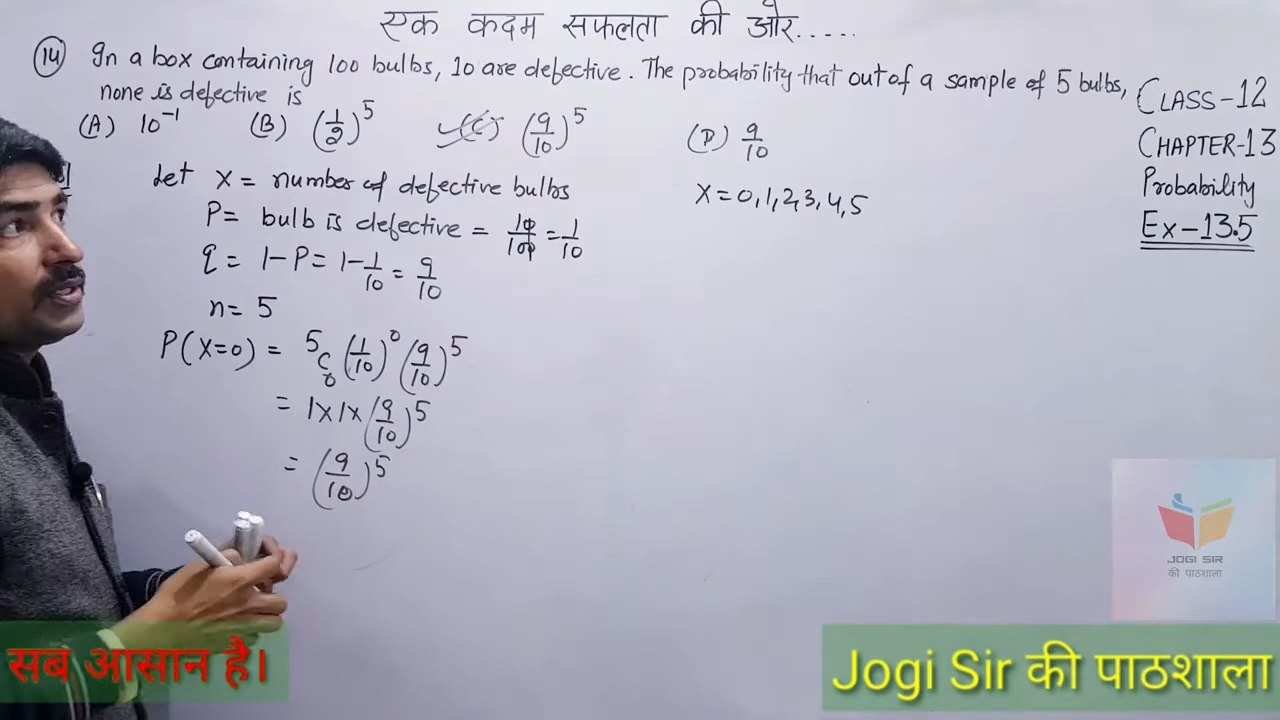 एक कदम सफलता की ओर.....
(14) In a box containing 100 bulbs, 10 are defective. The probability that out of a sample of 5 bulbs,
none is defective is
(A) 10⁻¹ (B) (1/2)⁵ (C) (9/10)⁵ (D) 9/10
CLASS-12
CHAPTER-13
Probability
Ex-13.5
Let X = number of defective bulbs
X = 0, 1, 2, 3, 4, 5
P = bulb is defective = 10/100 = 1/10
q = 1-P = 1-1/10 = 9/10
n = 5
P(X=0) = ⁵C₀ (1/10)⁰ (9/10)⁵
= 1×1×(9/10)⁵
= (9/10)⁵
JOGI SIR
की पाठशाला
सब आसान है।
Jogi Sir की पाठशाला